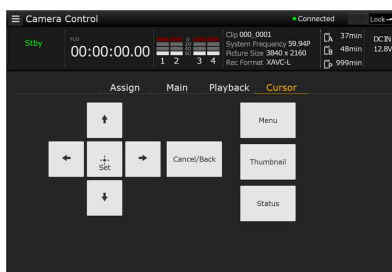 Camera Control
Connected
Lock
Stby
TCG
00:00:00.00
1 2 3 4
Clip 000_0001
System Frequency 59.94P
Picture Size 3840 x 2160
Rec Format XAVC-L
A 37min
B 48min
P 999min
DC IN
12.8V
Assign Main Playback Cursor
Menu
Set
Cancel/Back
Thumbnail
Status